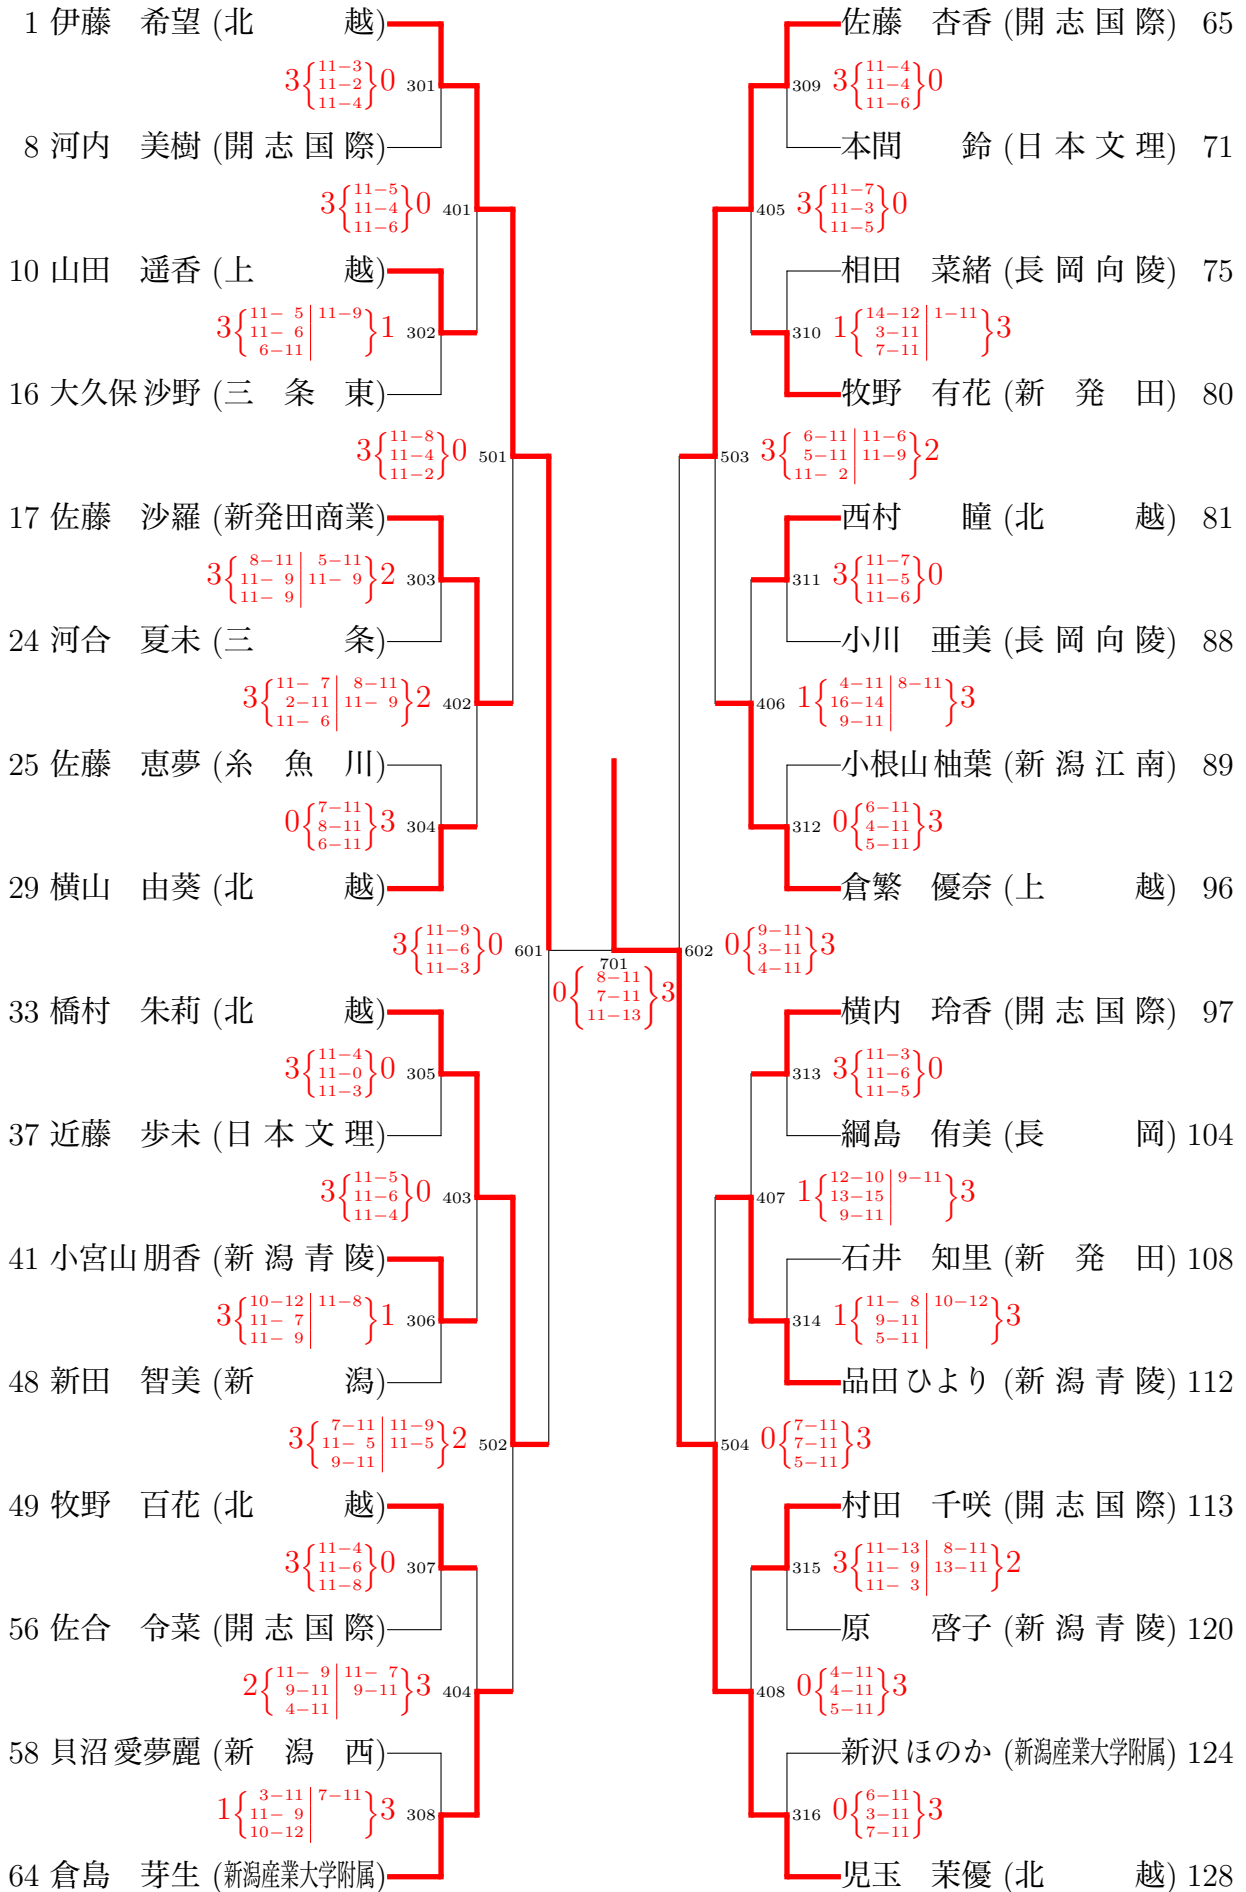 1 伊藤 希望 (北 越)
3{11-3 11-2 11-4}0 301
8 河内 美樹 (開志国際)
3{11-5 11-4 11-6}0 401
10 山田 遥香 (上 越)
3{11- 5 11- 6 6-11 | 11-9}1 302
16 大久保沙野 (三 条 東)
3{11-8 11-4 11-2}0 501
17 佐藤 沙羅 (新発田商業)
3{8-11 11- 9 11- 9 | 5-11 11- 9}2 303
24 河合 夏未 (三 条)
3{11- 7 2-11 11- 6 | 8-11 11- 9}2 402
25 佐藤 恵夢 (糸 魚 川)
0{7-11 8-11 6-11}3 304
29 横山 由葵 (北 越)
3{11-9 11-6 11-3}0 601
33 橋村 朱莉 (北 越)
3{11-4 11-0 11-3}0 305
37 近藤 歩未 (日本文理)
3{11-5 11-6 11-4}0 403
41 小宮山朋香 (新潟青陵)
3{10-12 11- 7 11- 9 | 11-8}1 306
48 新田 智美 (新 潟)
3{7-11 11- 5 9-11 | 11-9 11-5}2 502
49 牧野 百花 (北 越)
3{11-4 11-6 11-8}0 307
56 佐合 令菜 (開志国際)
2{11- 9 9-11 4-11 | 11- 7 9-11}3 404
58 貝沼愛夢麗 (新 潟 西)
1{3-11 11- 9 10-12 | 7-11}3 308
64 倉島 芽生 (新潟産業大学附属)
701
0{8-11 7-11 11-13}3
佐藤 杏香 (開志国際) 65
309 3{11-4 11-4 11-6}0
本間 鈴 (日本文理) 71
405 3{11-7 11-3 11-5}0
相田 菜緒 (長岡向陵) 75
310 1{14-12 3-11 7-11 | 1-11}3
牧野 有花 (新 発 田) 80
503 3{6-11 5-11 11- 2 | 11-6 11-9}2
西村 瞳 (北 越) 81
311 3{11-7 11-5 11-6}0
小川 亜美 (長岡向陵) 88
406 1{4-11 16-14 9-11 | 8-11}3
小根山柚葉 (新潟江南) 89
312 0{6-11 4-11 5-11}3
倉繁 優奈 (上 越) 96
602 0{9-11 3-11 4-11}3
横内 玲香 (開志国際) 97
313 3{11-3 11-6 11-5}0
綱島 侑美 (長 岡) 104
407 1{12-10 13-15 9-11 | 9-11}3
石井 知里 (新 発 田) 108
314 1{11- 8 9-11 5-11 | 10-12}3
品田ひより (新潟青陵) 112
504 0{7-11 7-11 5-11}3
村田 千咲 (開志国際) 113
315 3{11-13 11- 9 11- 3 | 8-11 13-11}2
原 啓子 (新潟青陵) 120
408 0{4-11 4-11 5-11}3
新沢ほのか (新潟産業大学附属) 124
316 0{6-11 3-11 7-11}3
児玉 茉優 (北 越) 128